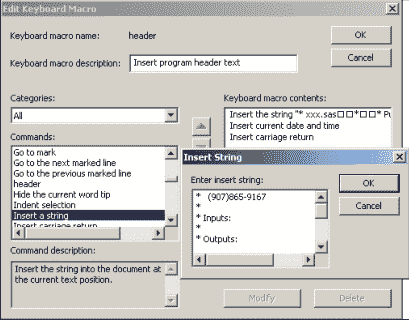 Edit Keyboard Macro
Keyboard macro name: header
OK
Keyboard macro description: Insert program header text
Cancel
Categories:
All
Commands:
Go to mark
Go to the next marked line
Go to the previous marked line
header
Hide the current word tip
Indent selection
Insert a string
Insert carriage return
Command description:
Insert the string into the document at
the current text position.
Keyboard macro contents:
Insert the string "* xxx.sas□□*□□* Pu
Insert current date and time
Insert carriage return
Insert String
Enter insert string:
* (907)865-9167
*
* Inputs:
*
* Outputs:
OK
Cancel
Modify
Delete